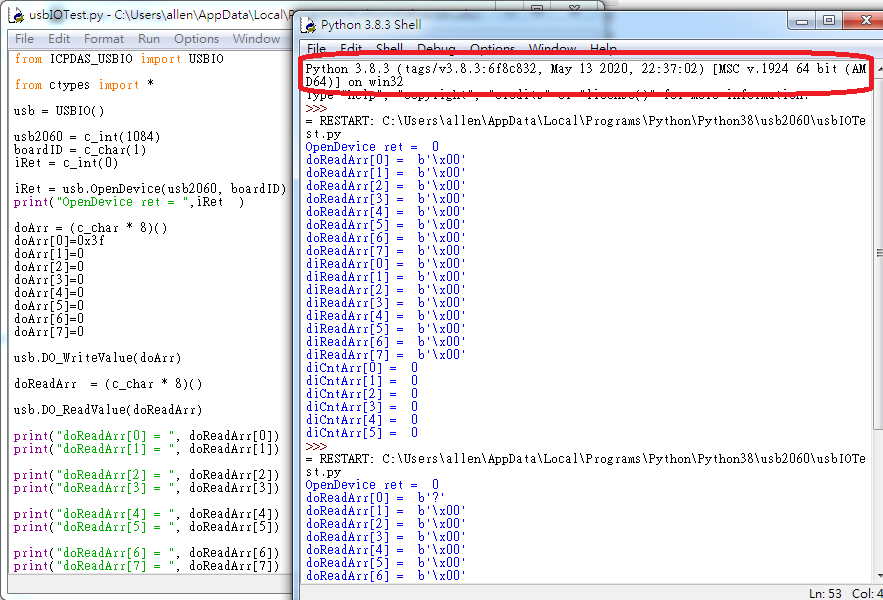 usbIOTest.py - C:\Users\allen\AppData\Local\
File Edit Format Run Options Window
from ICPDAS_USBIO import USBIO
from ctypes import *
usb = USBIO()
usb2060 = c_int(1084)
boardID = c_char(1)
iRet = c_int(0)
iRet = usb.OpenDevice(usb2060, boardID)
print("OpenDevice ret = ",iRet  )
doArr = (c_char * 8)()
doArr[0]=0x3f
doArr[1]=0
doArr[2]=0
doArr[3]=0
doArr[4]=0
doArr[5]=0
doArr[6]=0
doArr[7]=0
usb.DO_WriteValue(doArr)
doReadArr  = (c_char * 8)()
usb.DO_ReadValue(doReadArr)
print("doReadArr[0] = ", doReadArr[0])
print("doReadArr[1] = ", doReadArr[1])
print("doReadArr[2] = ", doReadArr[2])
print("doReadArr[3] = ", doReadArr[3])
print("doReadArr[4] = ", doReadArr[4])
print("doReadArr[5] = ", doReadArr[5])
print("doReadArr[6] = ", doReadArr[6])
print("doReadArr[7] = ", doReadArr[7])
Python 3.8.3 Shell
File Edit Shell Debug Options Window Help
Python 3.8.3 (tags/v3.8.3:6f8c832, May 13 2020, 22:37:02) [MSC v.1924 64 bit (AM
D64)] on win32
Type "help", "copyright", "credits" or "license()" for more information.
>>>
= RESTART: C:\Users\allen\AppData\Local\Programs\Python\Python38\usb2060\usbIOTe
st.py
OpenDevice ret =  0
doReadArr[0] =  b'\x00'
doReadArr[1] =  b'\x00'
doReadArr[2] =  b'\x00'
doReadArr[3] =  b'\x00'
doReadArr[4] =  b'\x00'
doReadArr[5] =  b'\x00'
doReadArr[6] =  b'\x00'
doReadArr[7] =  b'\x00'
diReadArr[0] =  b'\x00'
diReadArr[1] =  b'\x00'
diReadArr[2] =  b'\x00'
diReadArr[3] =  b'\x00'
diReadArr[4] =  b'\x00'
diReadArr[5] =  b'\x00'
diReadArr[6] =  b'\x00'
diReadArr[7] =  b'\x00'
diCntArr[0] =  0
diCntArr[1] =  0
diCntArr[2] =  0
diCntArr[3] =  0
diCntArr[4] =  0
diCntArr[5] =  0
>>>
= RESTART: C:\Users\allen\AppData\Local\Programs\Python\Python38\usb2060\usbIOTe
st.py
OpenDevice ret =  0
doReadArr[0] =  b'?'
doReadArr[1] =  b'\x00'
doReadArr[2] =  b'\x00'
doReadArr[3] =  b'\x00'
doReadArr[4] =  b'\x00'
doReadArr[5] =  b'\x00'
doReadArr[6] =  b'\x00'
Ln: 53 Col: 4